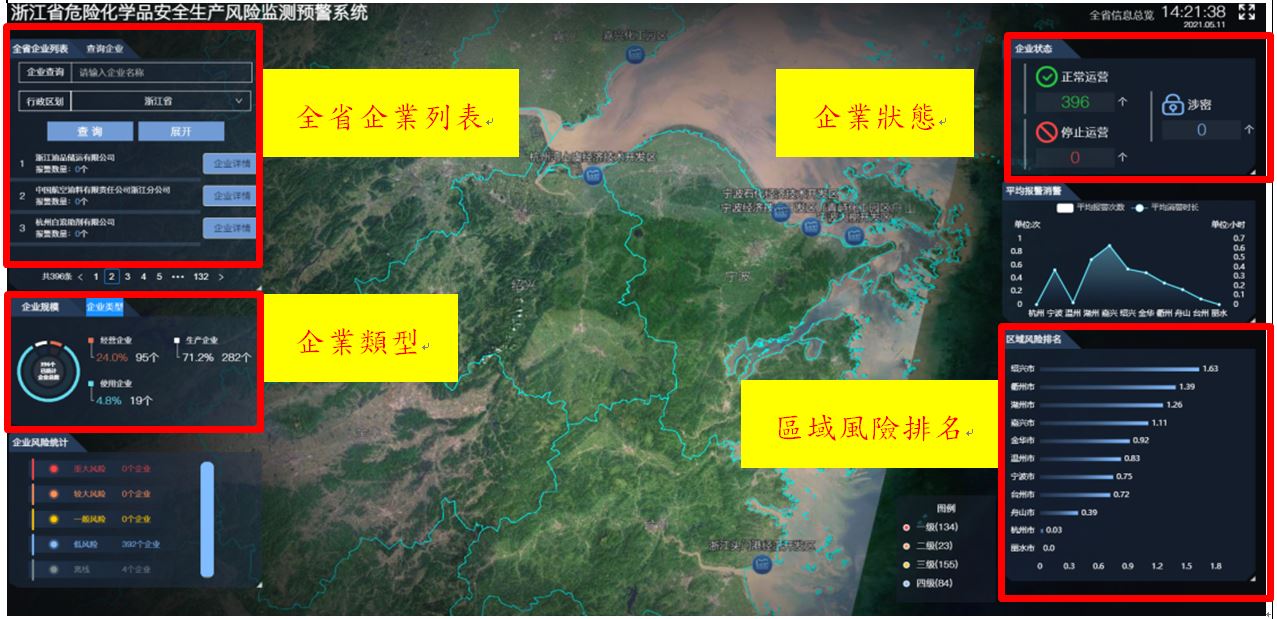 浙江省危险化学品安全生产风险监测预警系统
全省信息总览 14:21:38
2021.05.11
全省企业列表 查询企业
企业查询 请输入企业名称
行政区划 浙江省
查询 展开
1 浙江油品储运有限公司
报警数量：0个
企业详情
2 中国航空油料有限责任公司浙江分公司
报警数量：0个
企业详情
3 杭州白浪助剂有限公司
报警数量：0个
企业详情
共396条 < 1 2 3 4 5 ··· 132 >
全省企業列表
企业规模 企业类型
396个
已统计
企业总数
经营企业
24.0% 95个
生产企业
71.2% 282个
使用企业
4.8% 19个
企業類型
企业风险统计
重大风险 0个企业
较大风险 0个企业
一般风险 0个企业
低风险 392个企业
离线 4个企业
嘉兴化工园区
杭州湾上虞经济技术开发区
宁波石化经济技术开发区
宁波
绍兴
浙江头门港经济开发区
图例
一级(134)
二级(23)
三级(155)
四级(84)
企業狀態
企业状态
正常运营
396 个
停止运营
0 个
涉密
0 个
平均报警消警
平均报警次数 平均消警时长
单位:次 单位:小时
1
0.8
0.6
0.4
0.2
0
0.7
0.6
0.5
0.4
0.3
0.2
0.1
0
杭州 宁波 温州 湖州 嘉兴 绍兴 金华 衢州 舟山 台州 丽水
區域風險排名
区域风险排名
绍兴市 1.63
衢州市 1.39
湖州市 1.26
嘉兴市 1.11
金华市 0.92
温州市 0.83
宁波市 0.75
台州市 0.72
舟山市 0.39
杭州市 0.03
丽水市 0.0
0 0.3 0.6 0.9 1.2 1.5 1.8